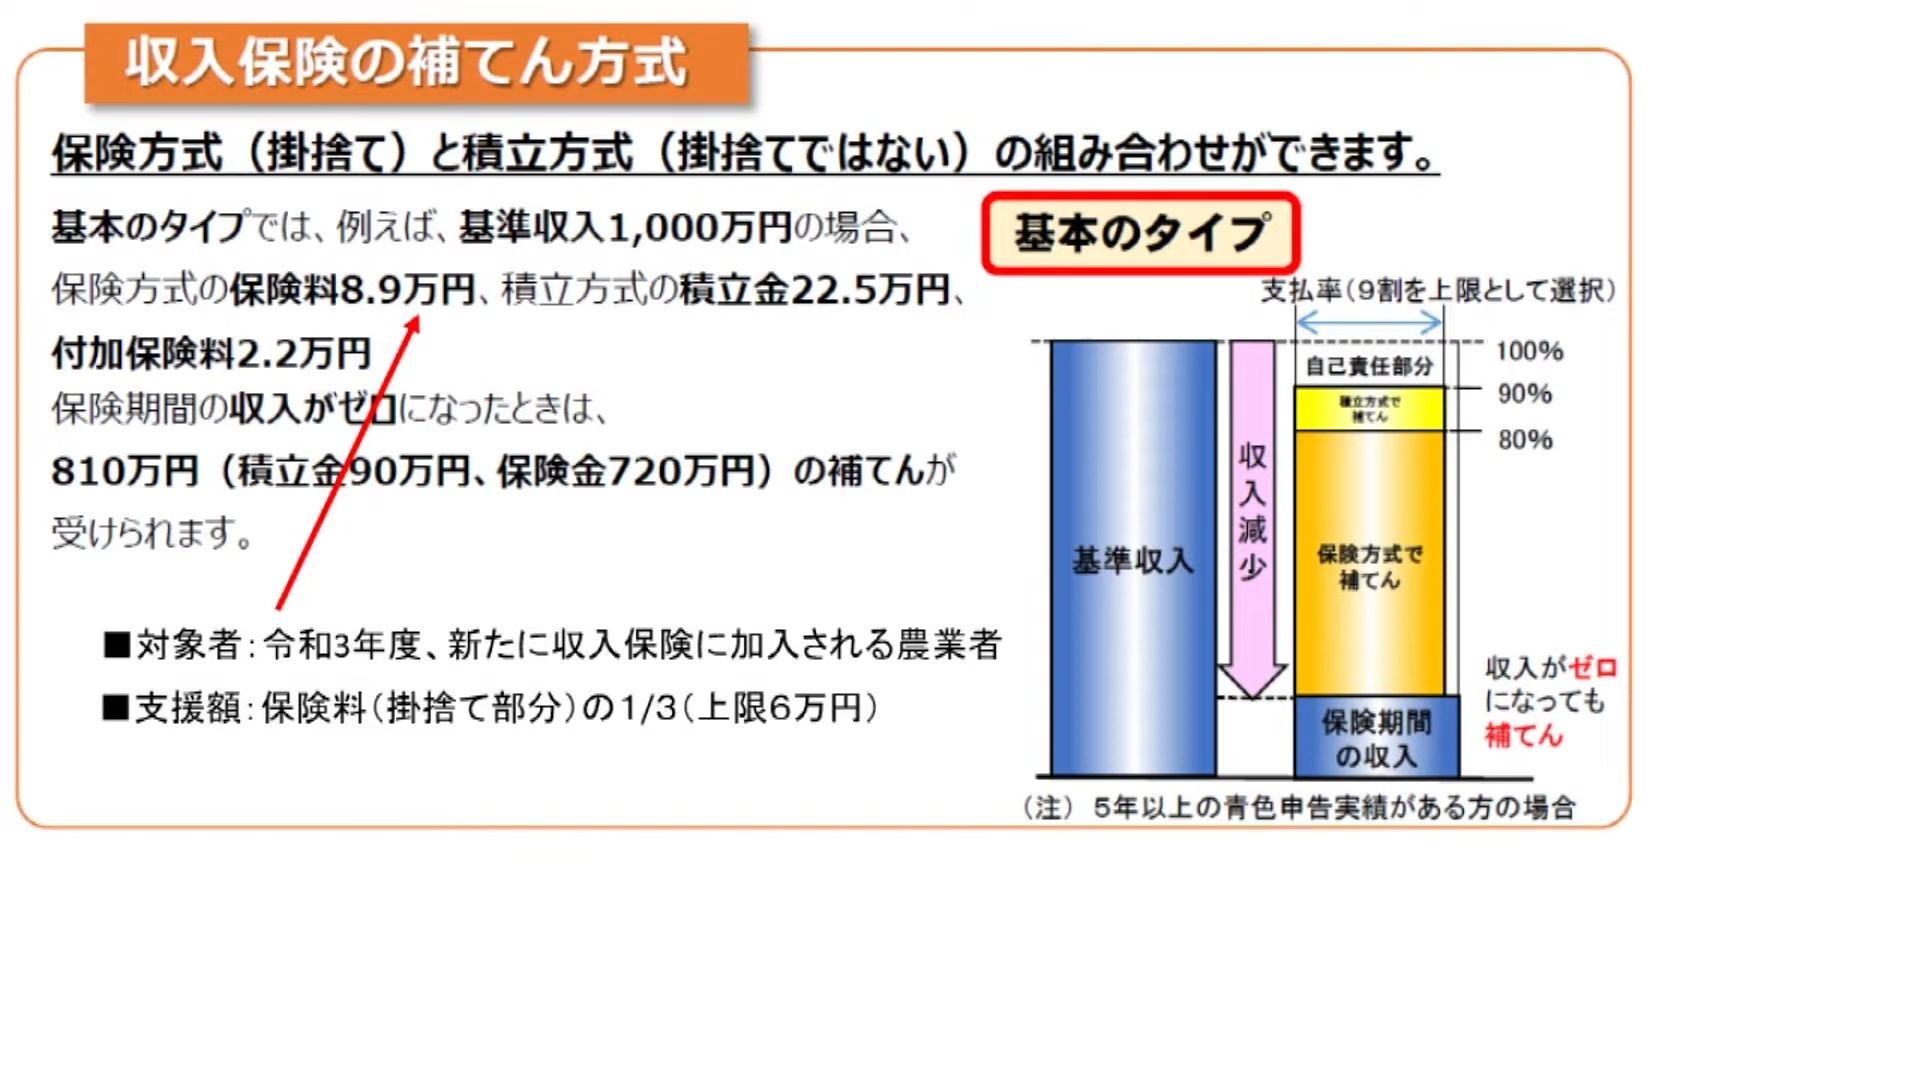 収入保険の補てん方式
保険方式（掛捨て）と積立方式（掛捨てではない）の組み合わせができます。
基本のタイプでは、例えば、基準収入1,000万円の場合、
保険方式の保険料8.9万円、積立方式の積立金22.5万円、
付加保険料2.2万円
保険期間の収入がゼロになったときは、
810万円（積立金90万円、保険金720万円）の補てんが
受けられます。
■対象者：令和3年度、新たに収入保険に加入される農業者
■支援額：保険料（掛捨て部分）の1/3（上限6万円）
基本のタイプ
支払率（9割を上限として選択）
基準収入
収入減少
自己責任部分
積立方式で
補てん
保険方式で
補てん
保険期間
の収入
100%
90%
80%
収入がゼロ
になっても
補てん
（注） 5年以上の青色申告実績がある方の場合